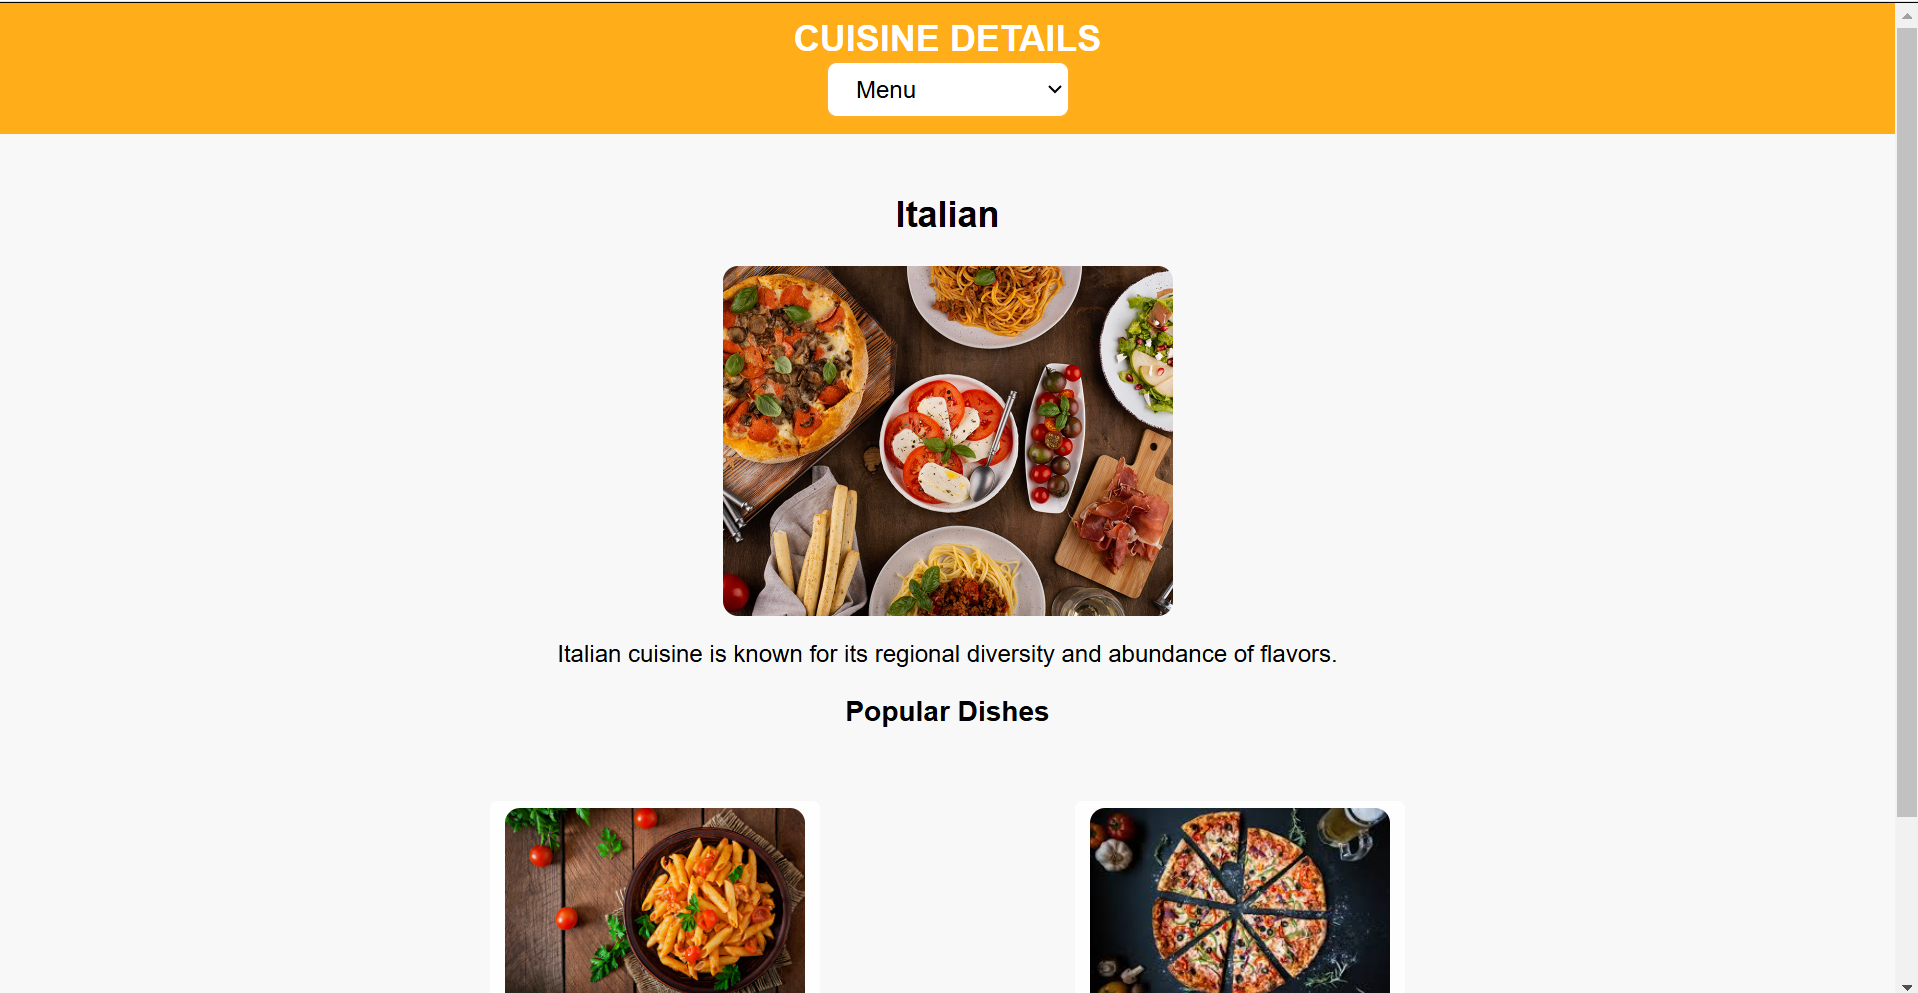 CUISINE DETAILS
Menu
Italian
Italian cuisine is known for its regional diversity and abundance of flavors.
Popular Dishes